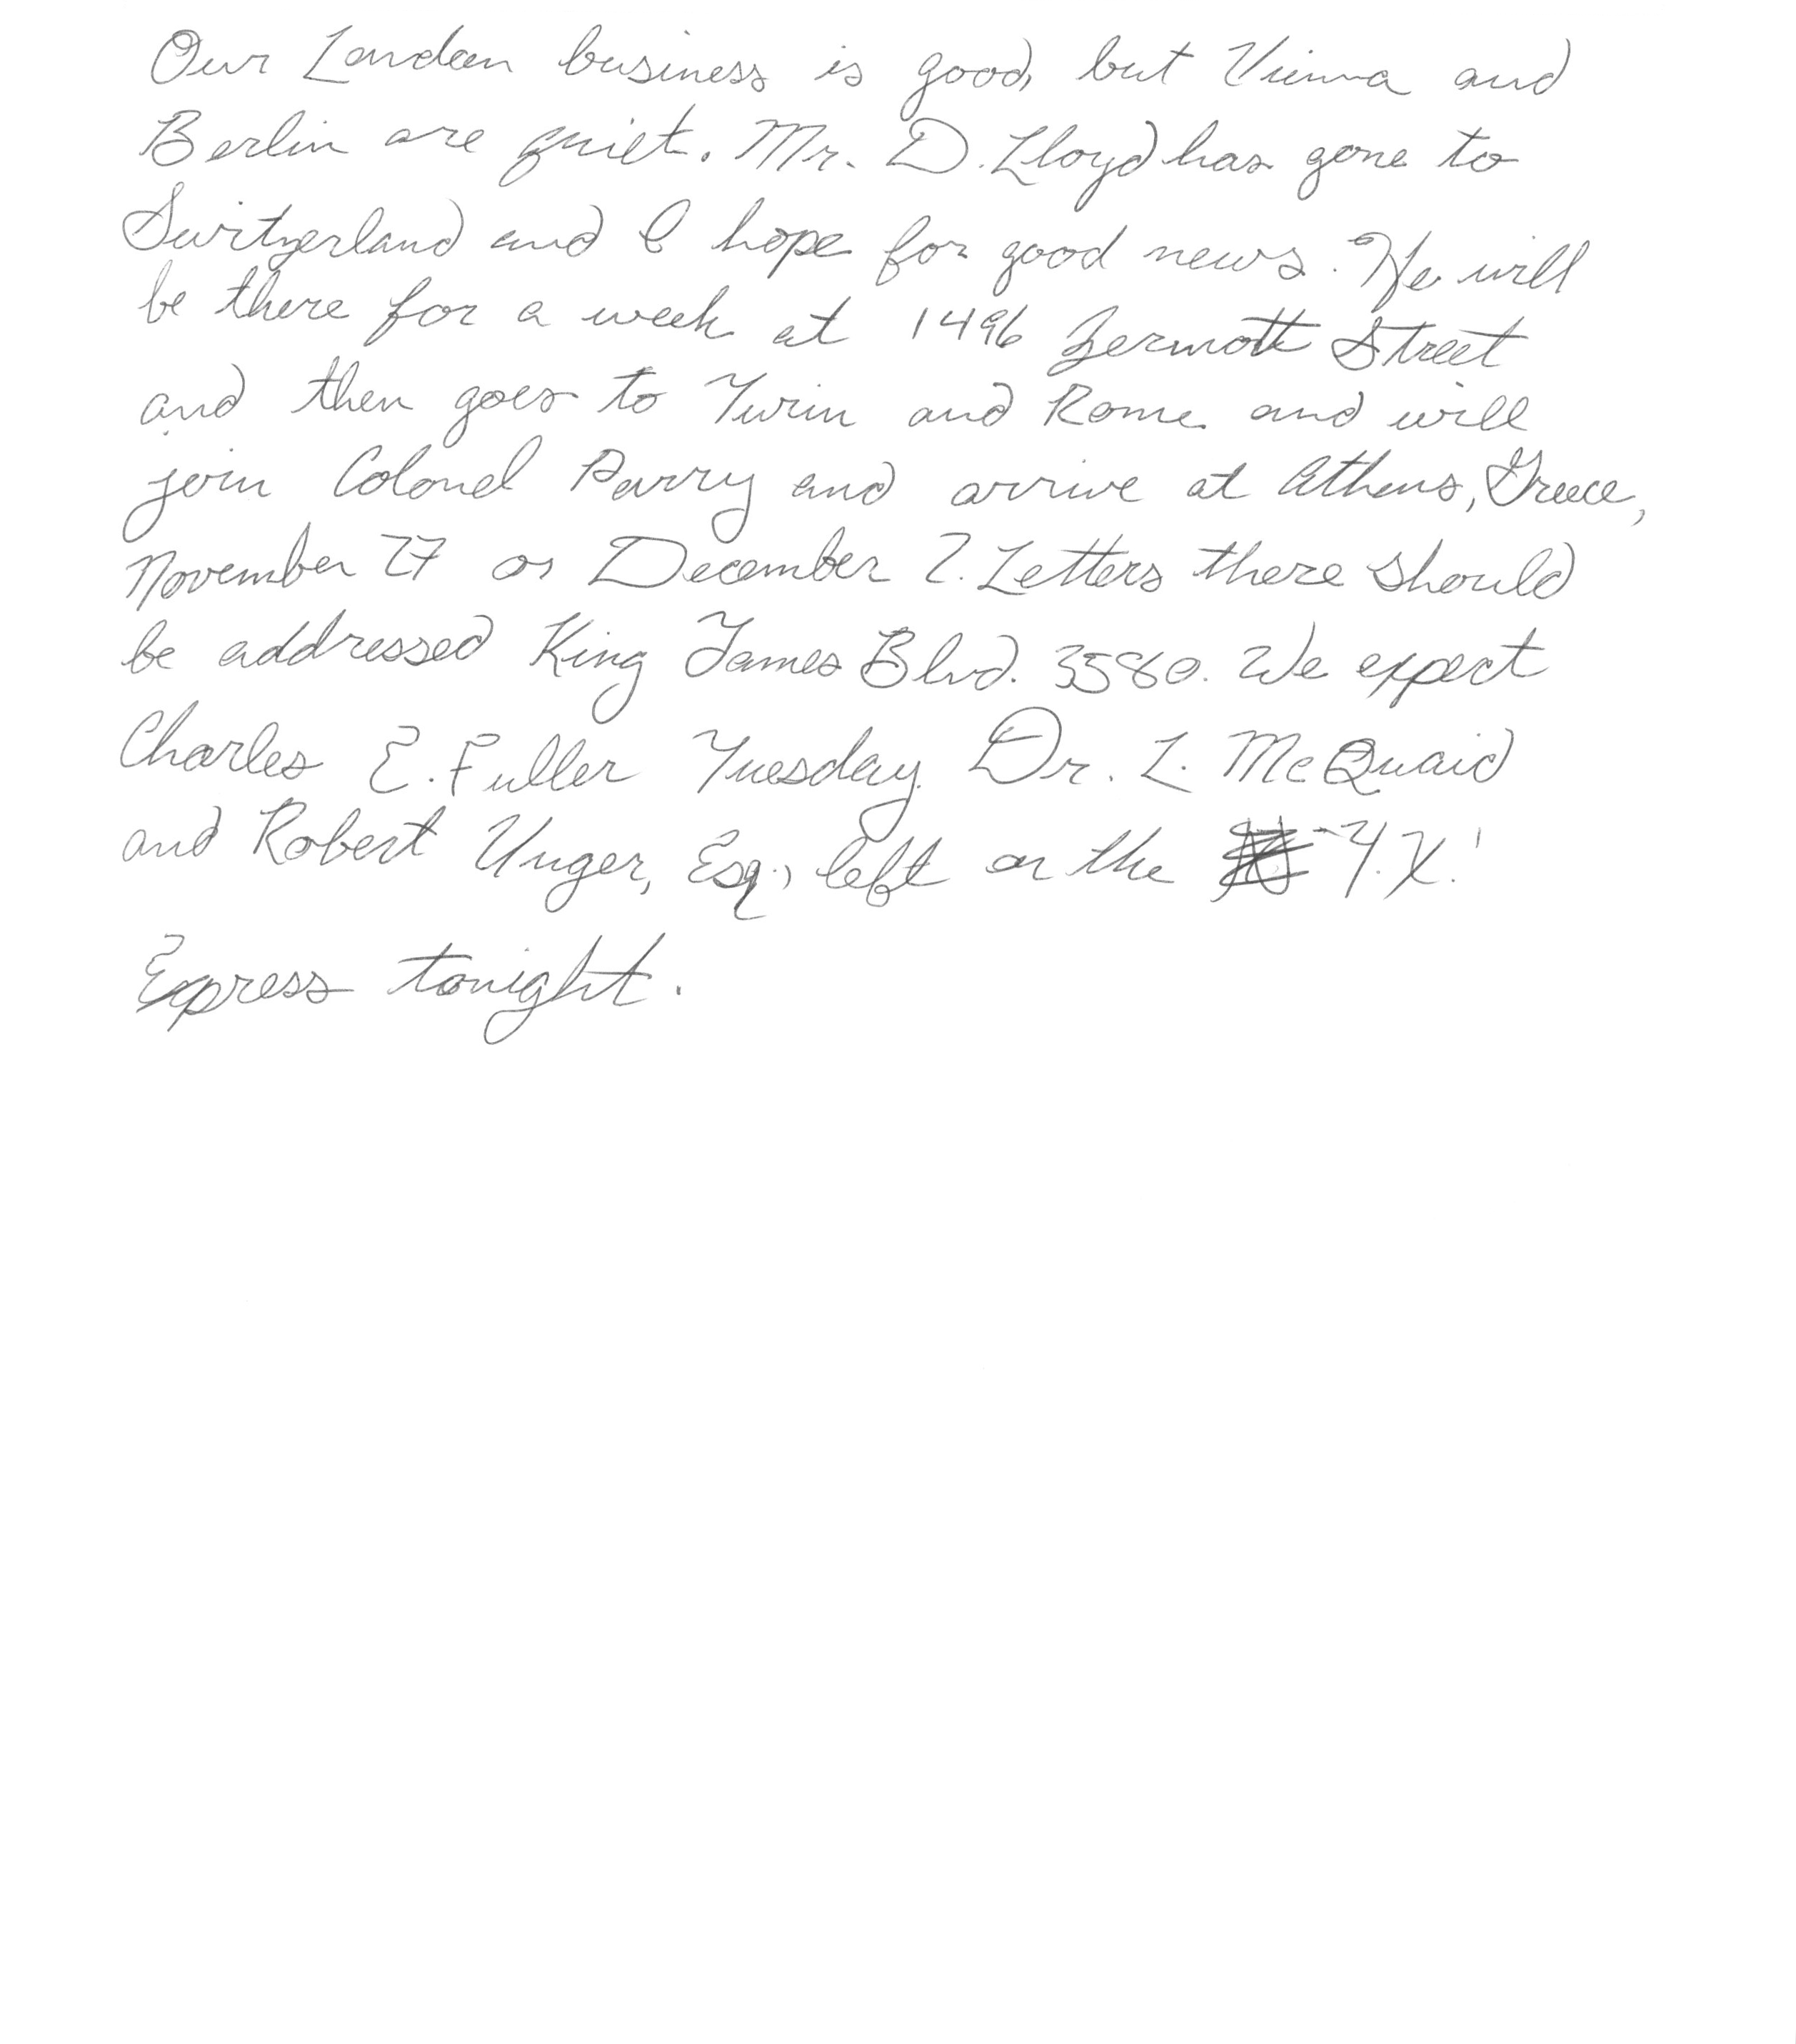 Our London business is good, but Vienna and
Berlin are quiet. Mr. D. Lloyd has gone to
Switzerland and I hope for good news. He will
be there for a week at 1496 Zermott Street
and then goes to Turin and Rome and will
join Colonel Parry and arrive at Athens, Greece,
November 27 or December 2. Letters there should
be addressed King James Blvd. 3580. We expect
Charles E. Fuller Tuesday. Dr. L. McQuaid
and Robert Unger, Esq., left on the "Y.X."
Express tonight.